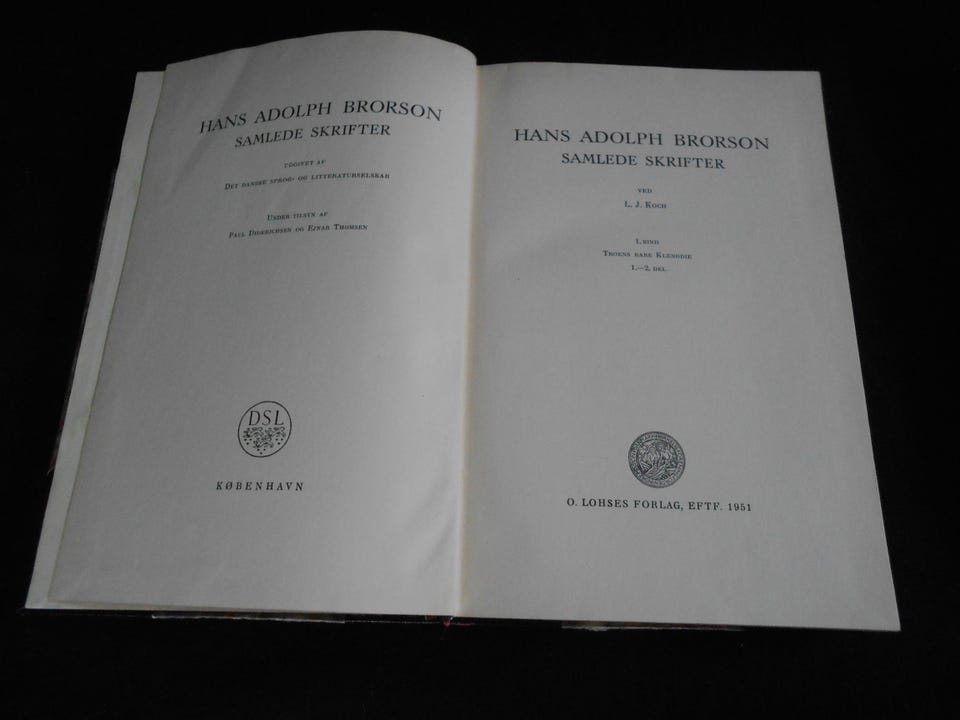 HANS ADOLPH BRORSON
SAMLEDE SKRIFTER
UDGIVET AF
DET DANSKE SPROG- OG LITTERATURSELSKAB
UNDER TILSYN AF
PAUL DIDERICHSEN OG EJNAR THOMSEN
DSL
KØBENHAVN
HANS ADOLPH BRORSON
SAMLEDE SKRIFTER
VED
L. J. KOCH
1. BIND
TROENS RARE KLENODIE
1.—2. DEL
O. LOHSES FORLAG, EFTF. 1951